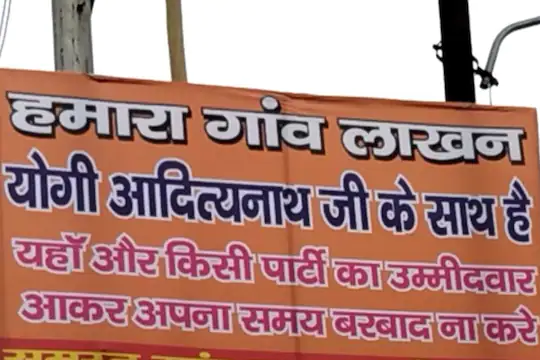 हमारा गांव लाखन
योगी आदित्यनाथ जी के साथ है
यहाँ और किसी पार्टी का उम्मीदवार
आकर अपना समय बरबाद ना करे